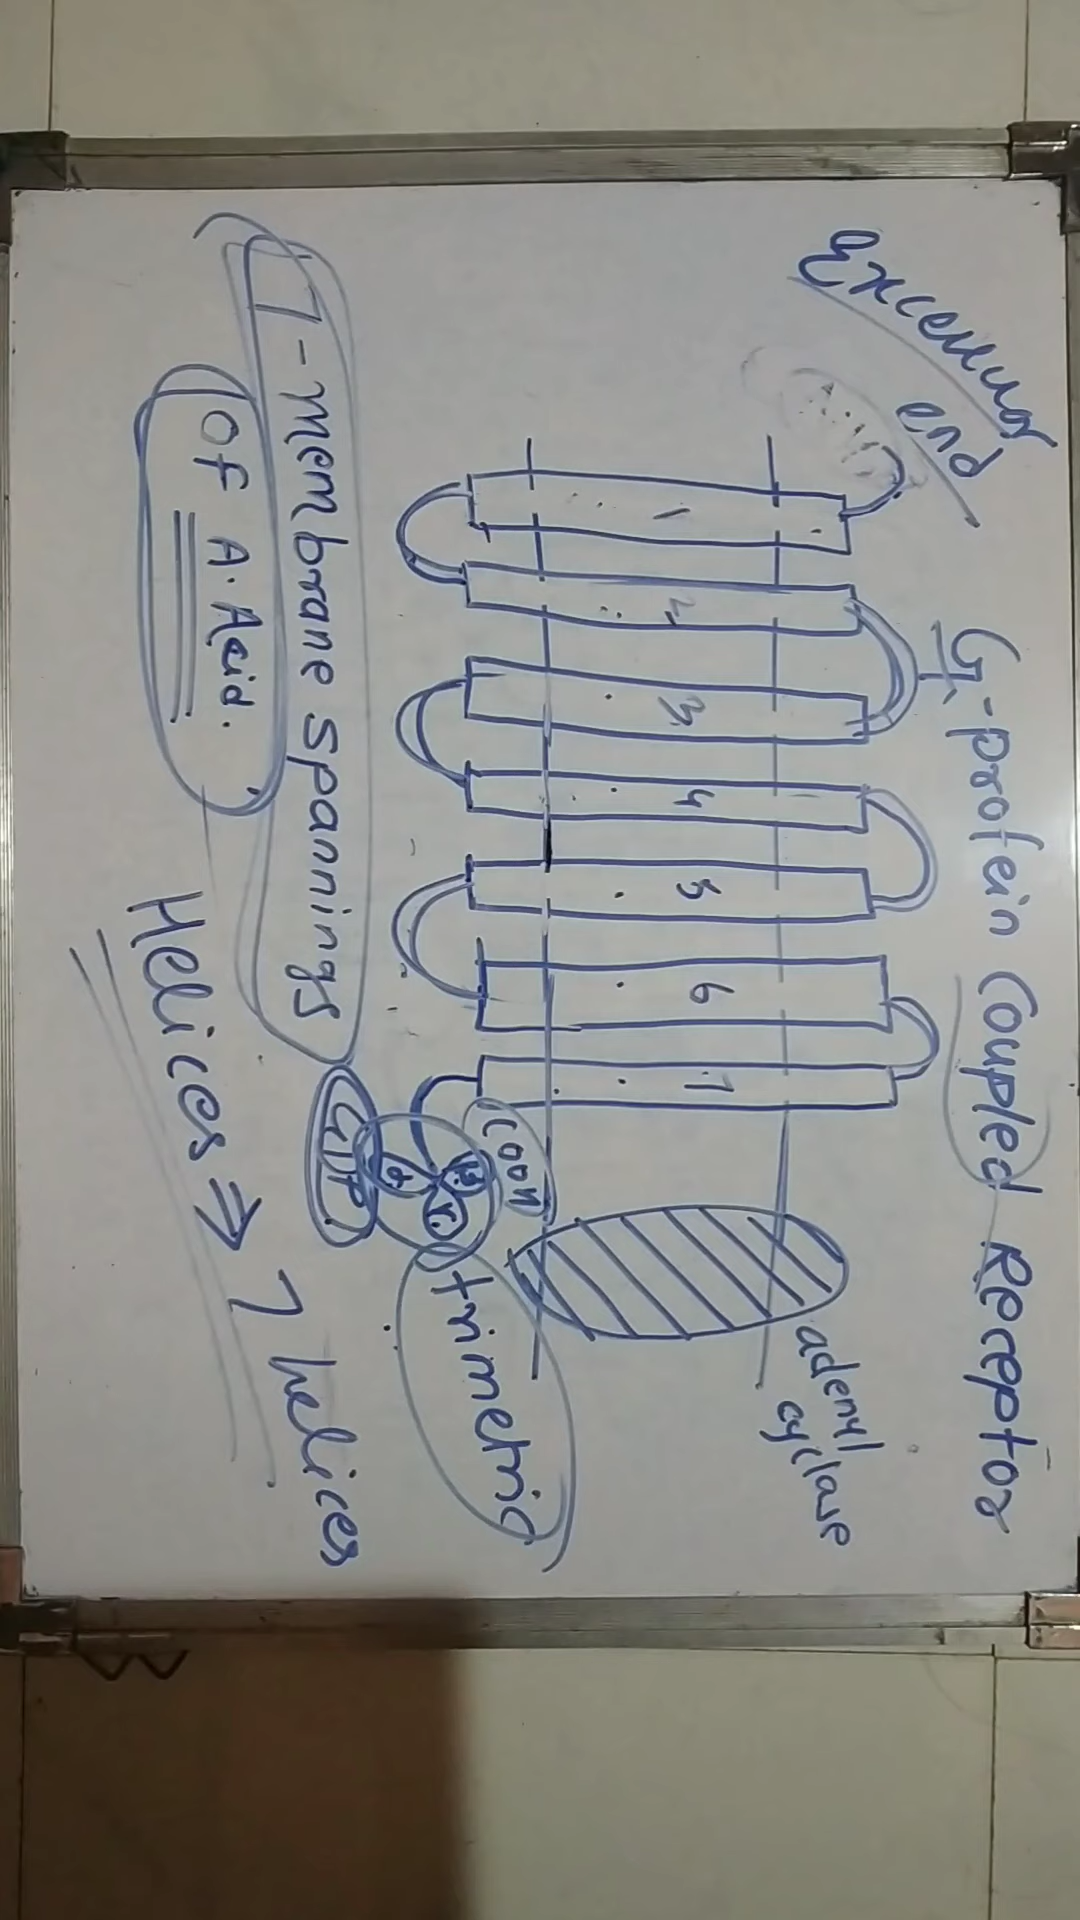 G-protein Coupled Receptor
Excellular
end
1
2
3
4
5
6
7
adenyl
cyclase
COOH
α
γ
GDP
trimetric
7-membrane spannings
OF A. Acid.
Helices ⇒ 7 helices